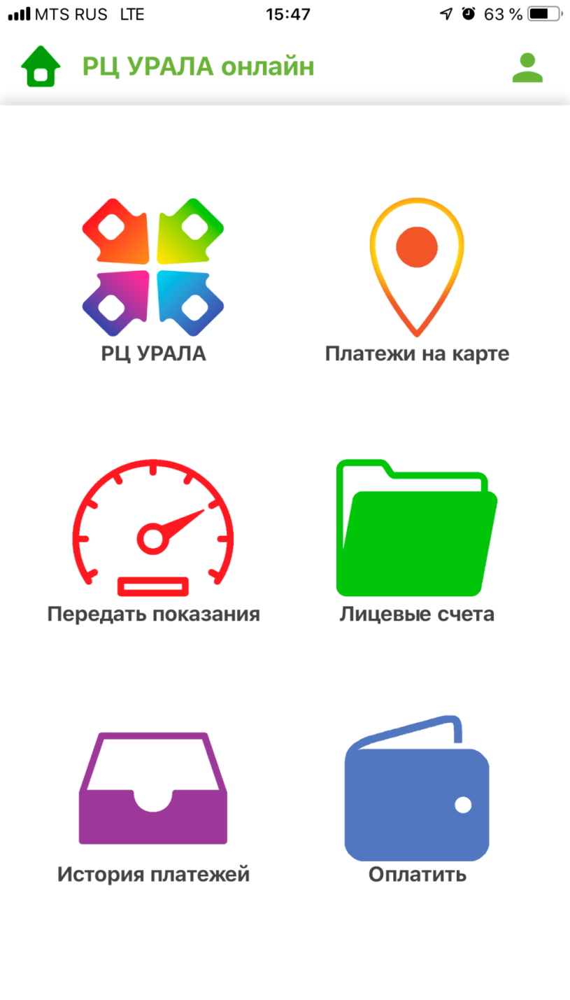 MTS RUS LTE 15:47 63 %
РЦ УРАЛА онлайн
РЦ УРАЛА
Платежи на карте
Передать показания
Лицевые счета
История платежей
Оплатить